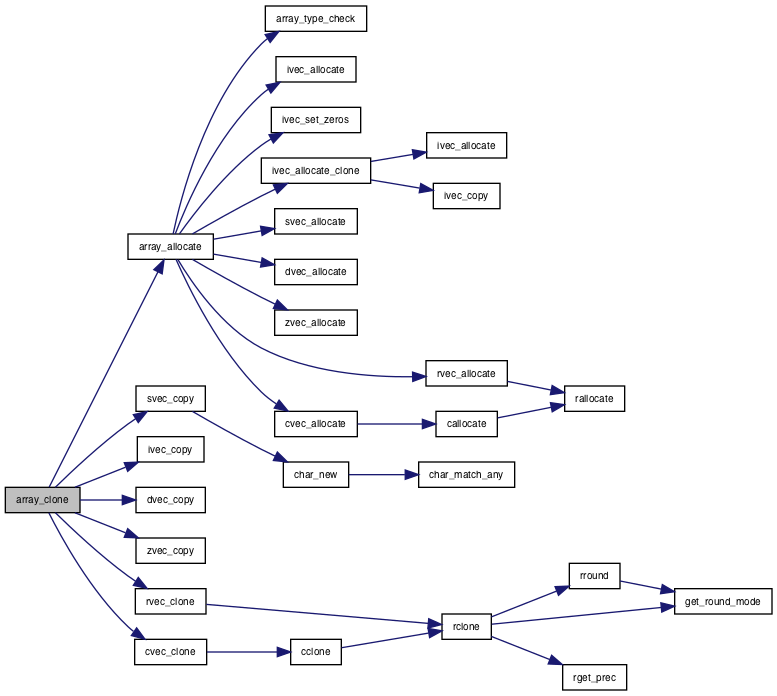 array_type_check
ivec_allocate
ivec_set_zeros
ivec_allocate
ivec_allocate_clone
ivec_copy
svec_allocate
array_allocate
dvec_allocate
zvec_allocate
rvec_allocate
rallocate
svec_copy
cvec_allocate
callocate
ivec_copy
char_new
char_match_any
array_clone
dvec_copy
zvec_copy
rround
rvec_clone
get_round_mode
rclone
cvec_clone
cclone
rget_prec